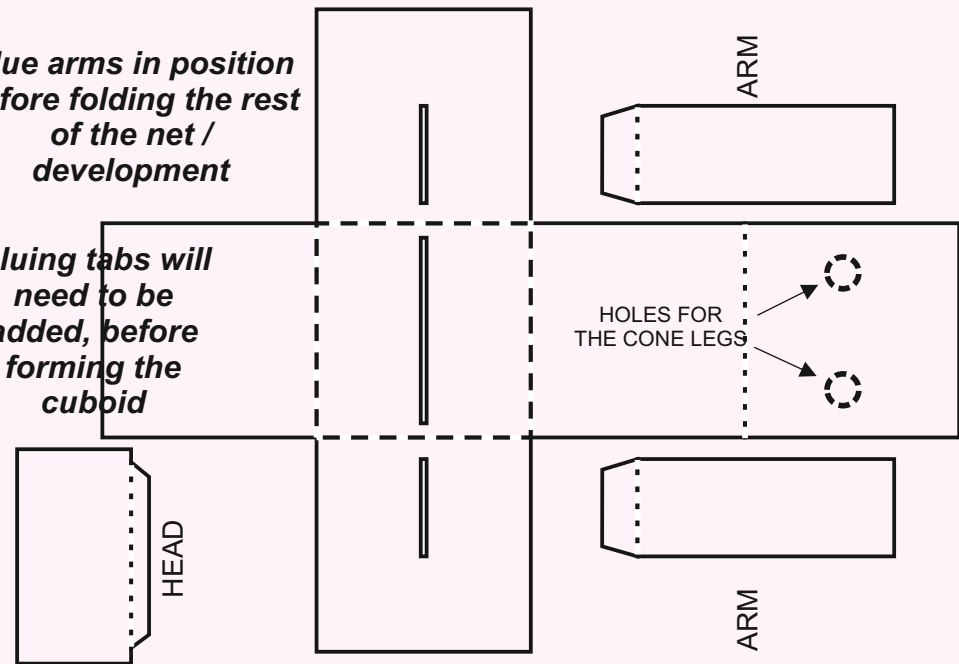 lue arms in position
fore folding the rest
of the net /
development
luing tabs will
need to be
added, before
forming the
cuboid
ARM
HOLES FOR
THE CONE LEGS
HEAD
ARM